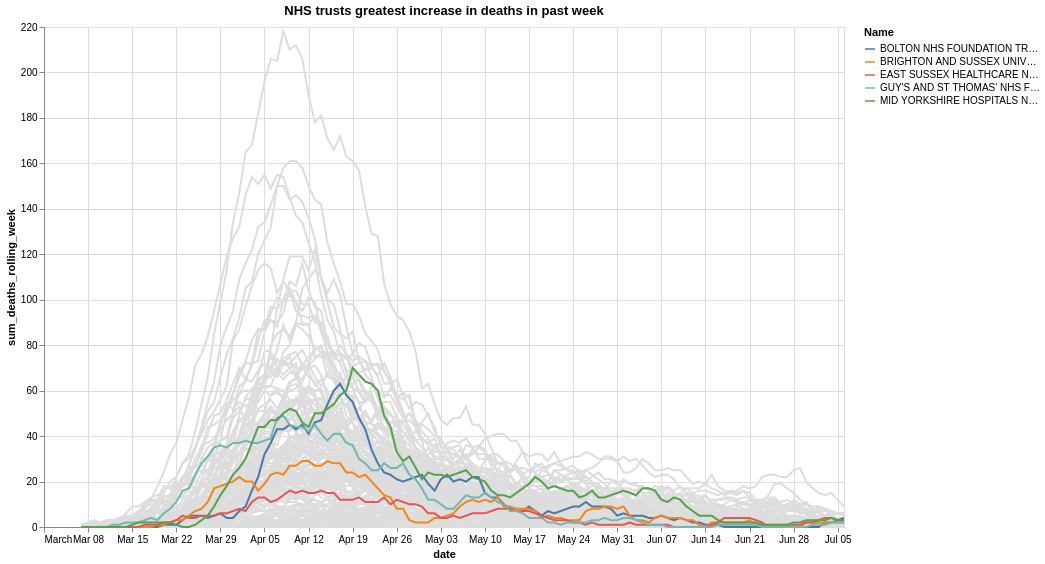 NHS trusts greatest increase in deaths in past week
Name
BOLTON NHS FOUNDATION TR…
BRIGHTON AND SUSSEX UNIV…
EAST SUSSEX HEALTHCARE N…
GUY'S AND ST THOMAS' NHS F…
MID YORKSHIRE HOSPITALS N…
sum_deaths_rolling_week
220
200
180
160
140
120
100
80
60
40
20
0
March Mar 08 Mar 15 Mar 22 Mar 29 Apr 05 Apr 12 Apr 19 Apr 26 May 03 May 10 May 17 May 24 May 31 Jun 07 Jun 14 Jun 21 Jun 28 Jul 05
date